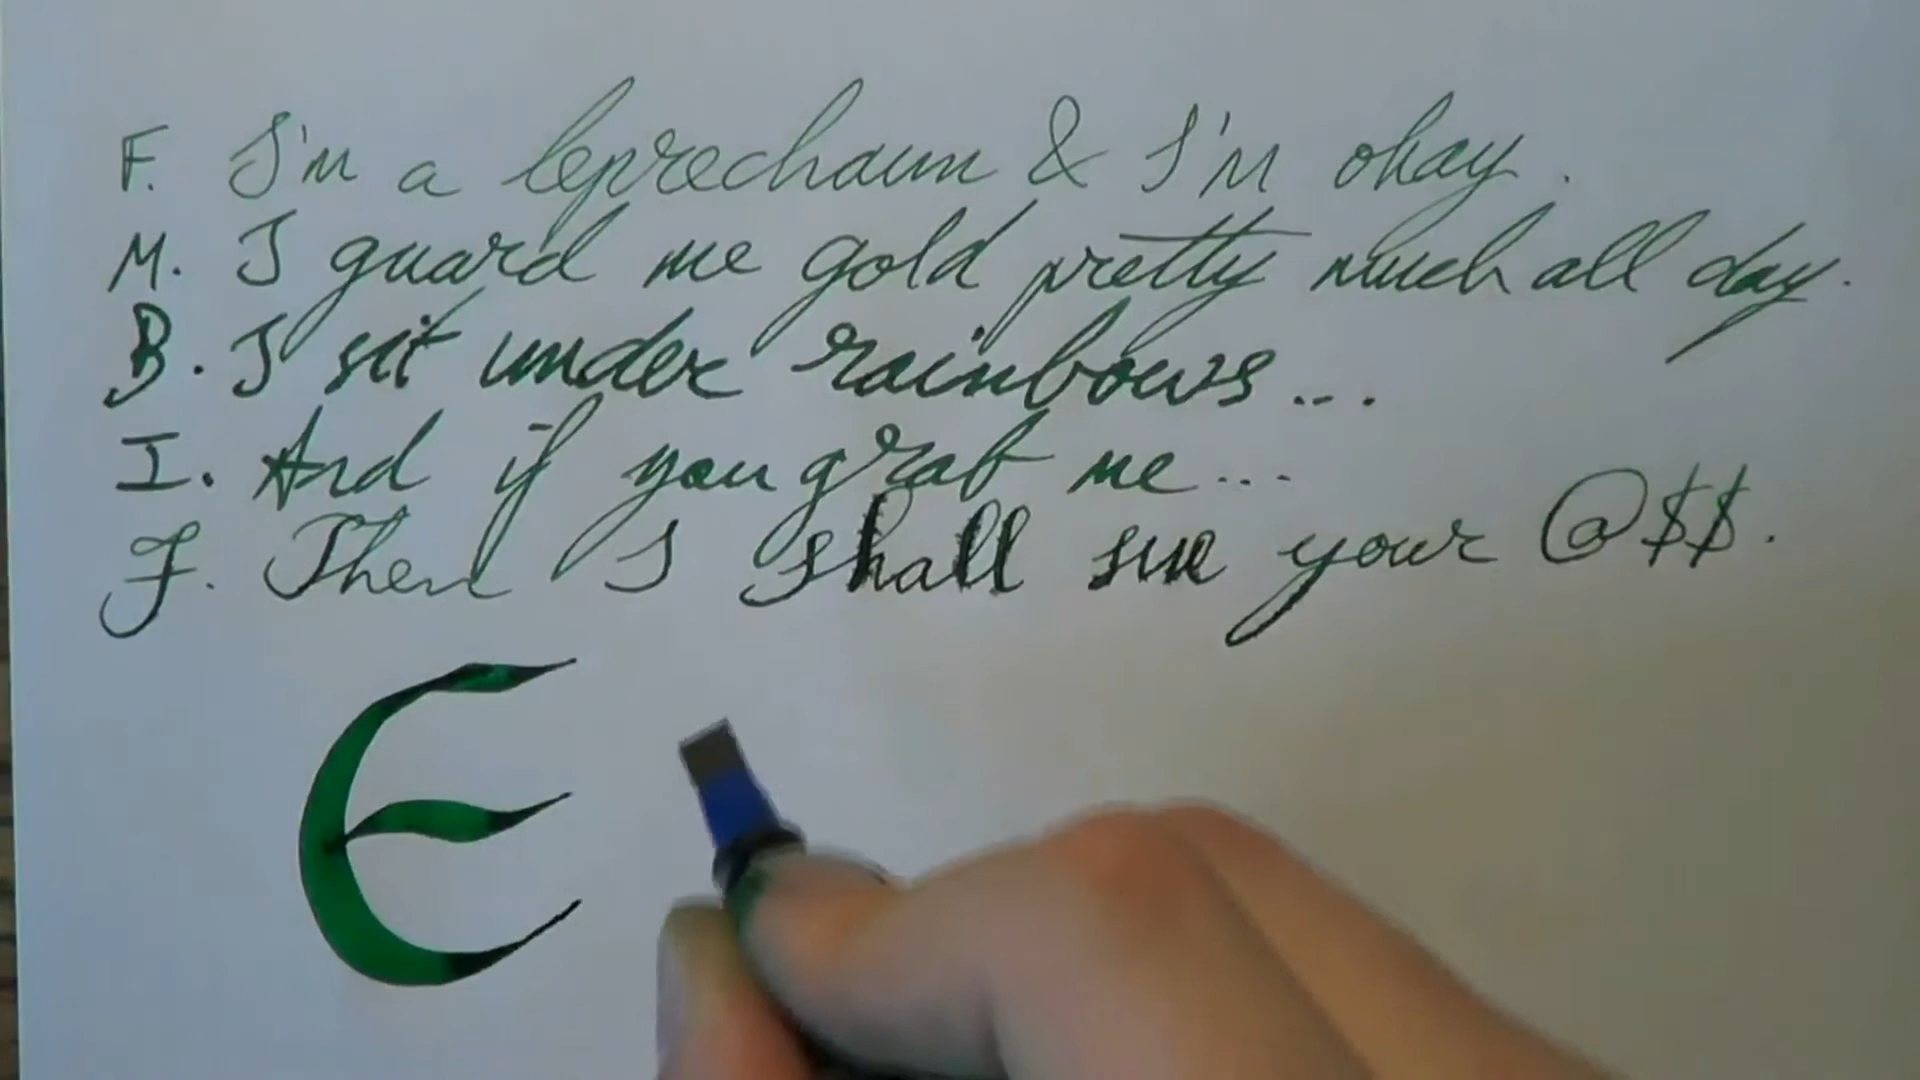 F. I'm a leprechaun & I'm okay.
M. I guard me gold pretty much all day.
B. I sit under rainbows...
I. And if you grab me...
F. Then I shall sue your @$$.
E